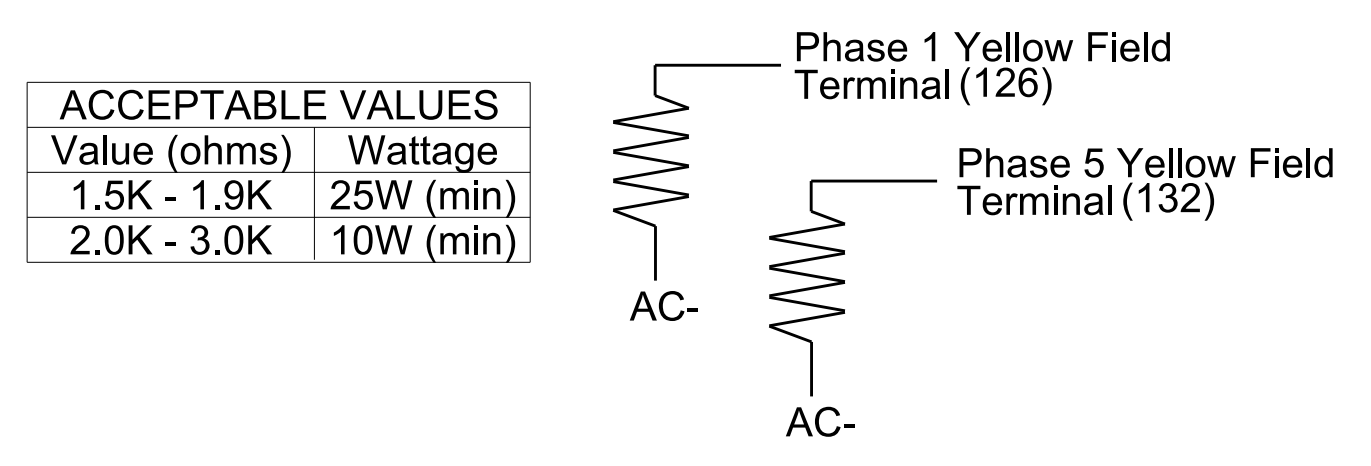 ACCEPTABLE VALUES
Value (ohms) Wattage
1.5K - 1.9K 25W (min)
2.0K - 3.0K 10W (min)
Phase 1 Yellow Field
Terminal (126)
AC-
Phase 5 Yellow Field
Terminal (132)
AC-